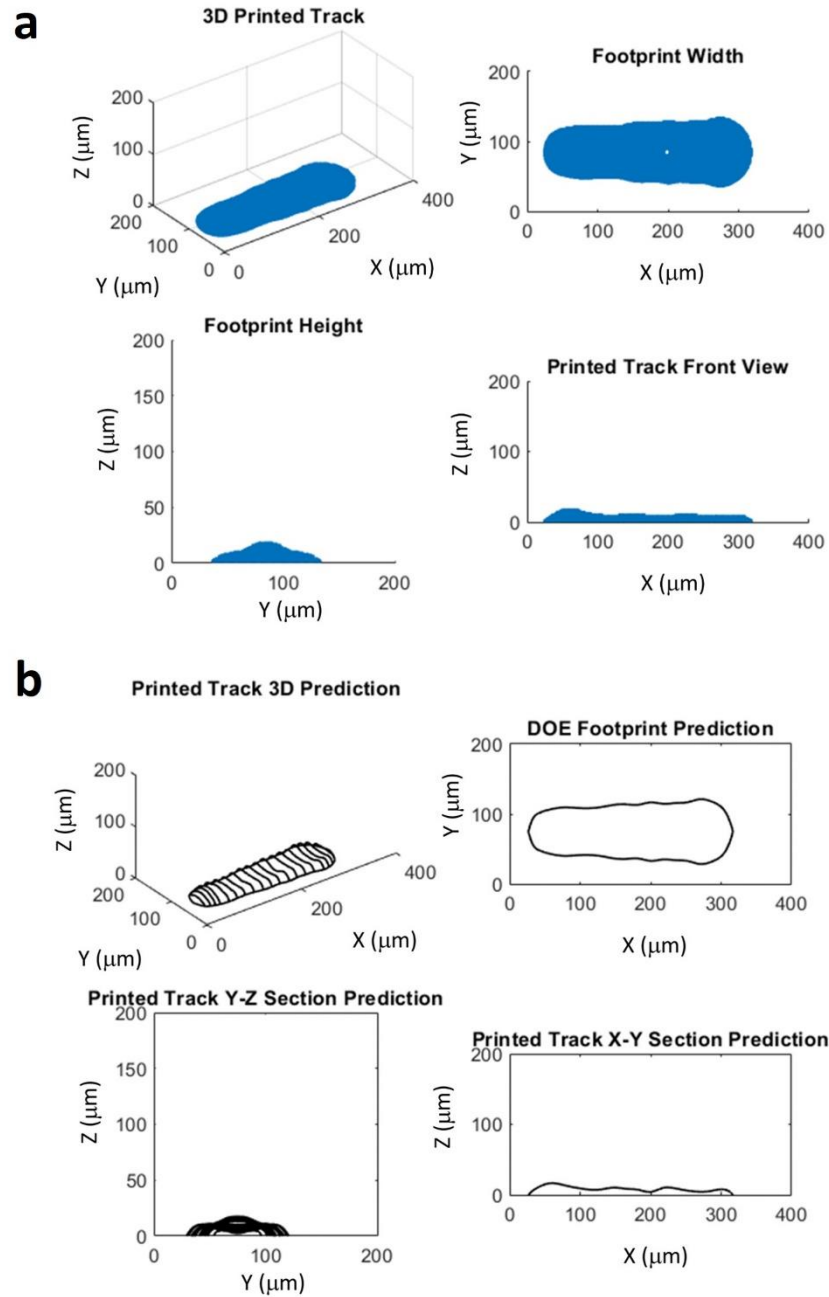 a
3D Printed Track
Z (μm)
200
100
0
200
100
0
0
200
400
Y (μm)
X (μm)
Footprint Width
Y (μm)
200
100
0
0 100 200 300 400
X (μm)
Footprint Height
Z (μm)
200
150
100
50
0
0 100 200
Y (μm)
Printed Track Front View
Z (μm)
200
100
0
0 100 200 300 400
X (μm)
b
Printed Track 3D Prediction
Z (μm)
200
100
0
200
100
0
0
200
400
Y (μm)
X (μm)
DOE Footprint Prediction
Y (μm)
200
100
0
0 100 200 300 400
X (μm)
Printed Track Y-Z Section Prediction
Z (μm)
200
150
100
50
0
0 100 200
Y (μm)
Printed Track X-Y Section Prediction
Z (μm)
200
100
0
0 100 200 300 400
X (μm)